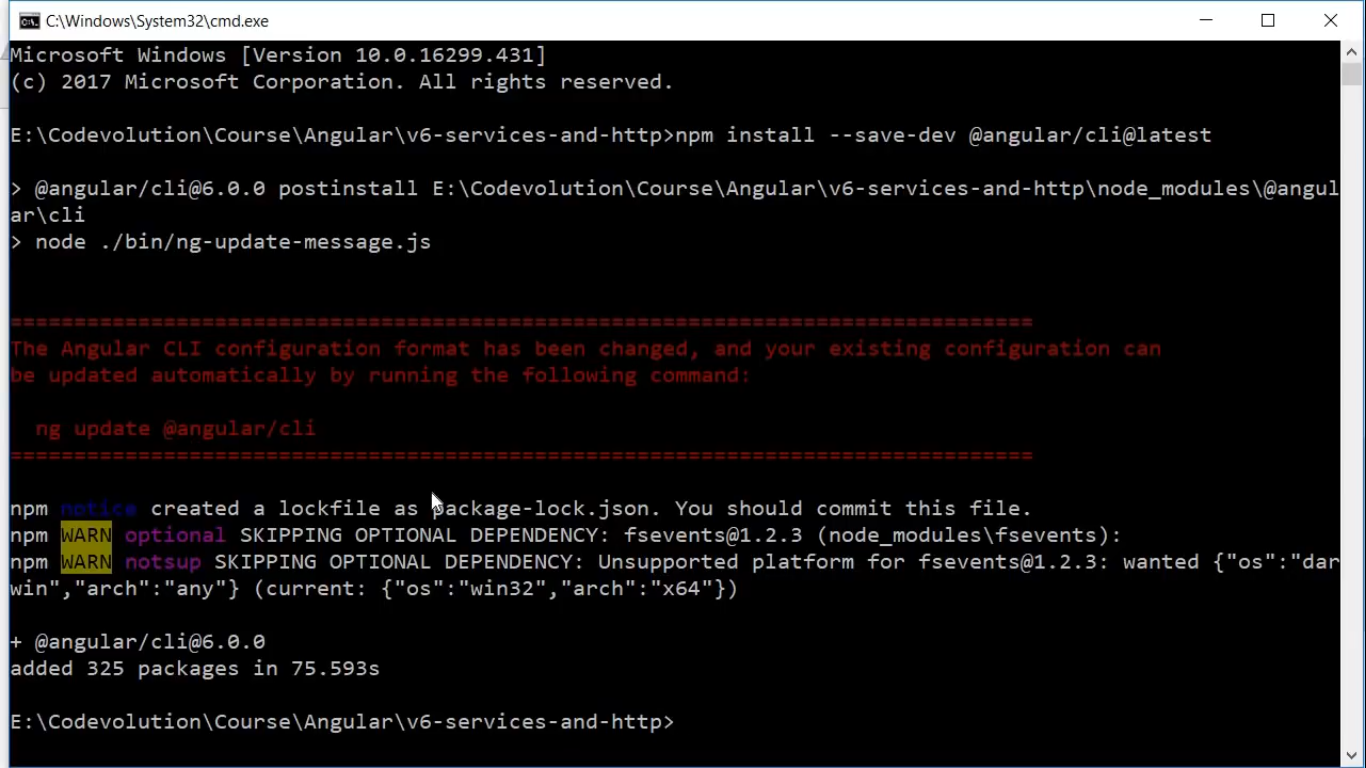 C:\Windows\System32\cmd.exe
Microsoft Windows [Version 10.0.16299.431]
(c) 2017 Microsoft Corporation. All rights reserved.
E:\Codevolution\Course\Angular\v6-services-and-http>npm install --save-dev @angular/cli@latest
> @angular/cli@6.0.0 postinstall E:\Codevolution\Course\Angular\v6-services-and-http\node_modules\@angul
ar\cli
> node ./bin/ng-update-message.js
================================================================================
The Angular CLI configuration format has been changed, and your existing configuration can
be updated automatically by running the following command:
ng update @angular/cli
================================================================================
npm notice created a lockfile as package-lock.json. You should commit this file.
npm WARN optional SKIPPING OPTIONAL DEPENDENCY: fsevents@1.2.3 (node_modules\fsevents):
npm WARN notsup SKIPPING OPTIONAL DEPENDENCY: Unsupported platform for fsevents@1.2.3: wanted {"os":"dar
win","arch":"any"} (current: {"os":"win32","arch":"x64"})
+ @angular/cli@6.0.0
added 325 packages in 75.593s
E:\Codevolution\Course\Angular\v6-services-and-http>